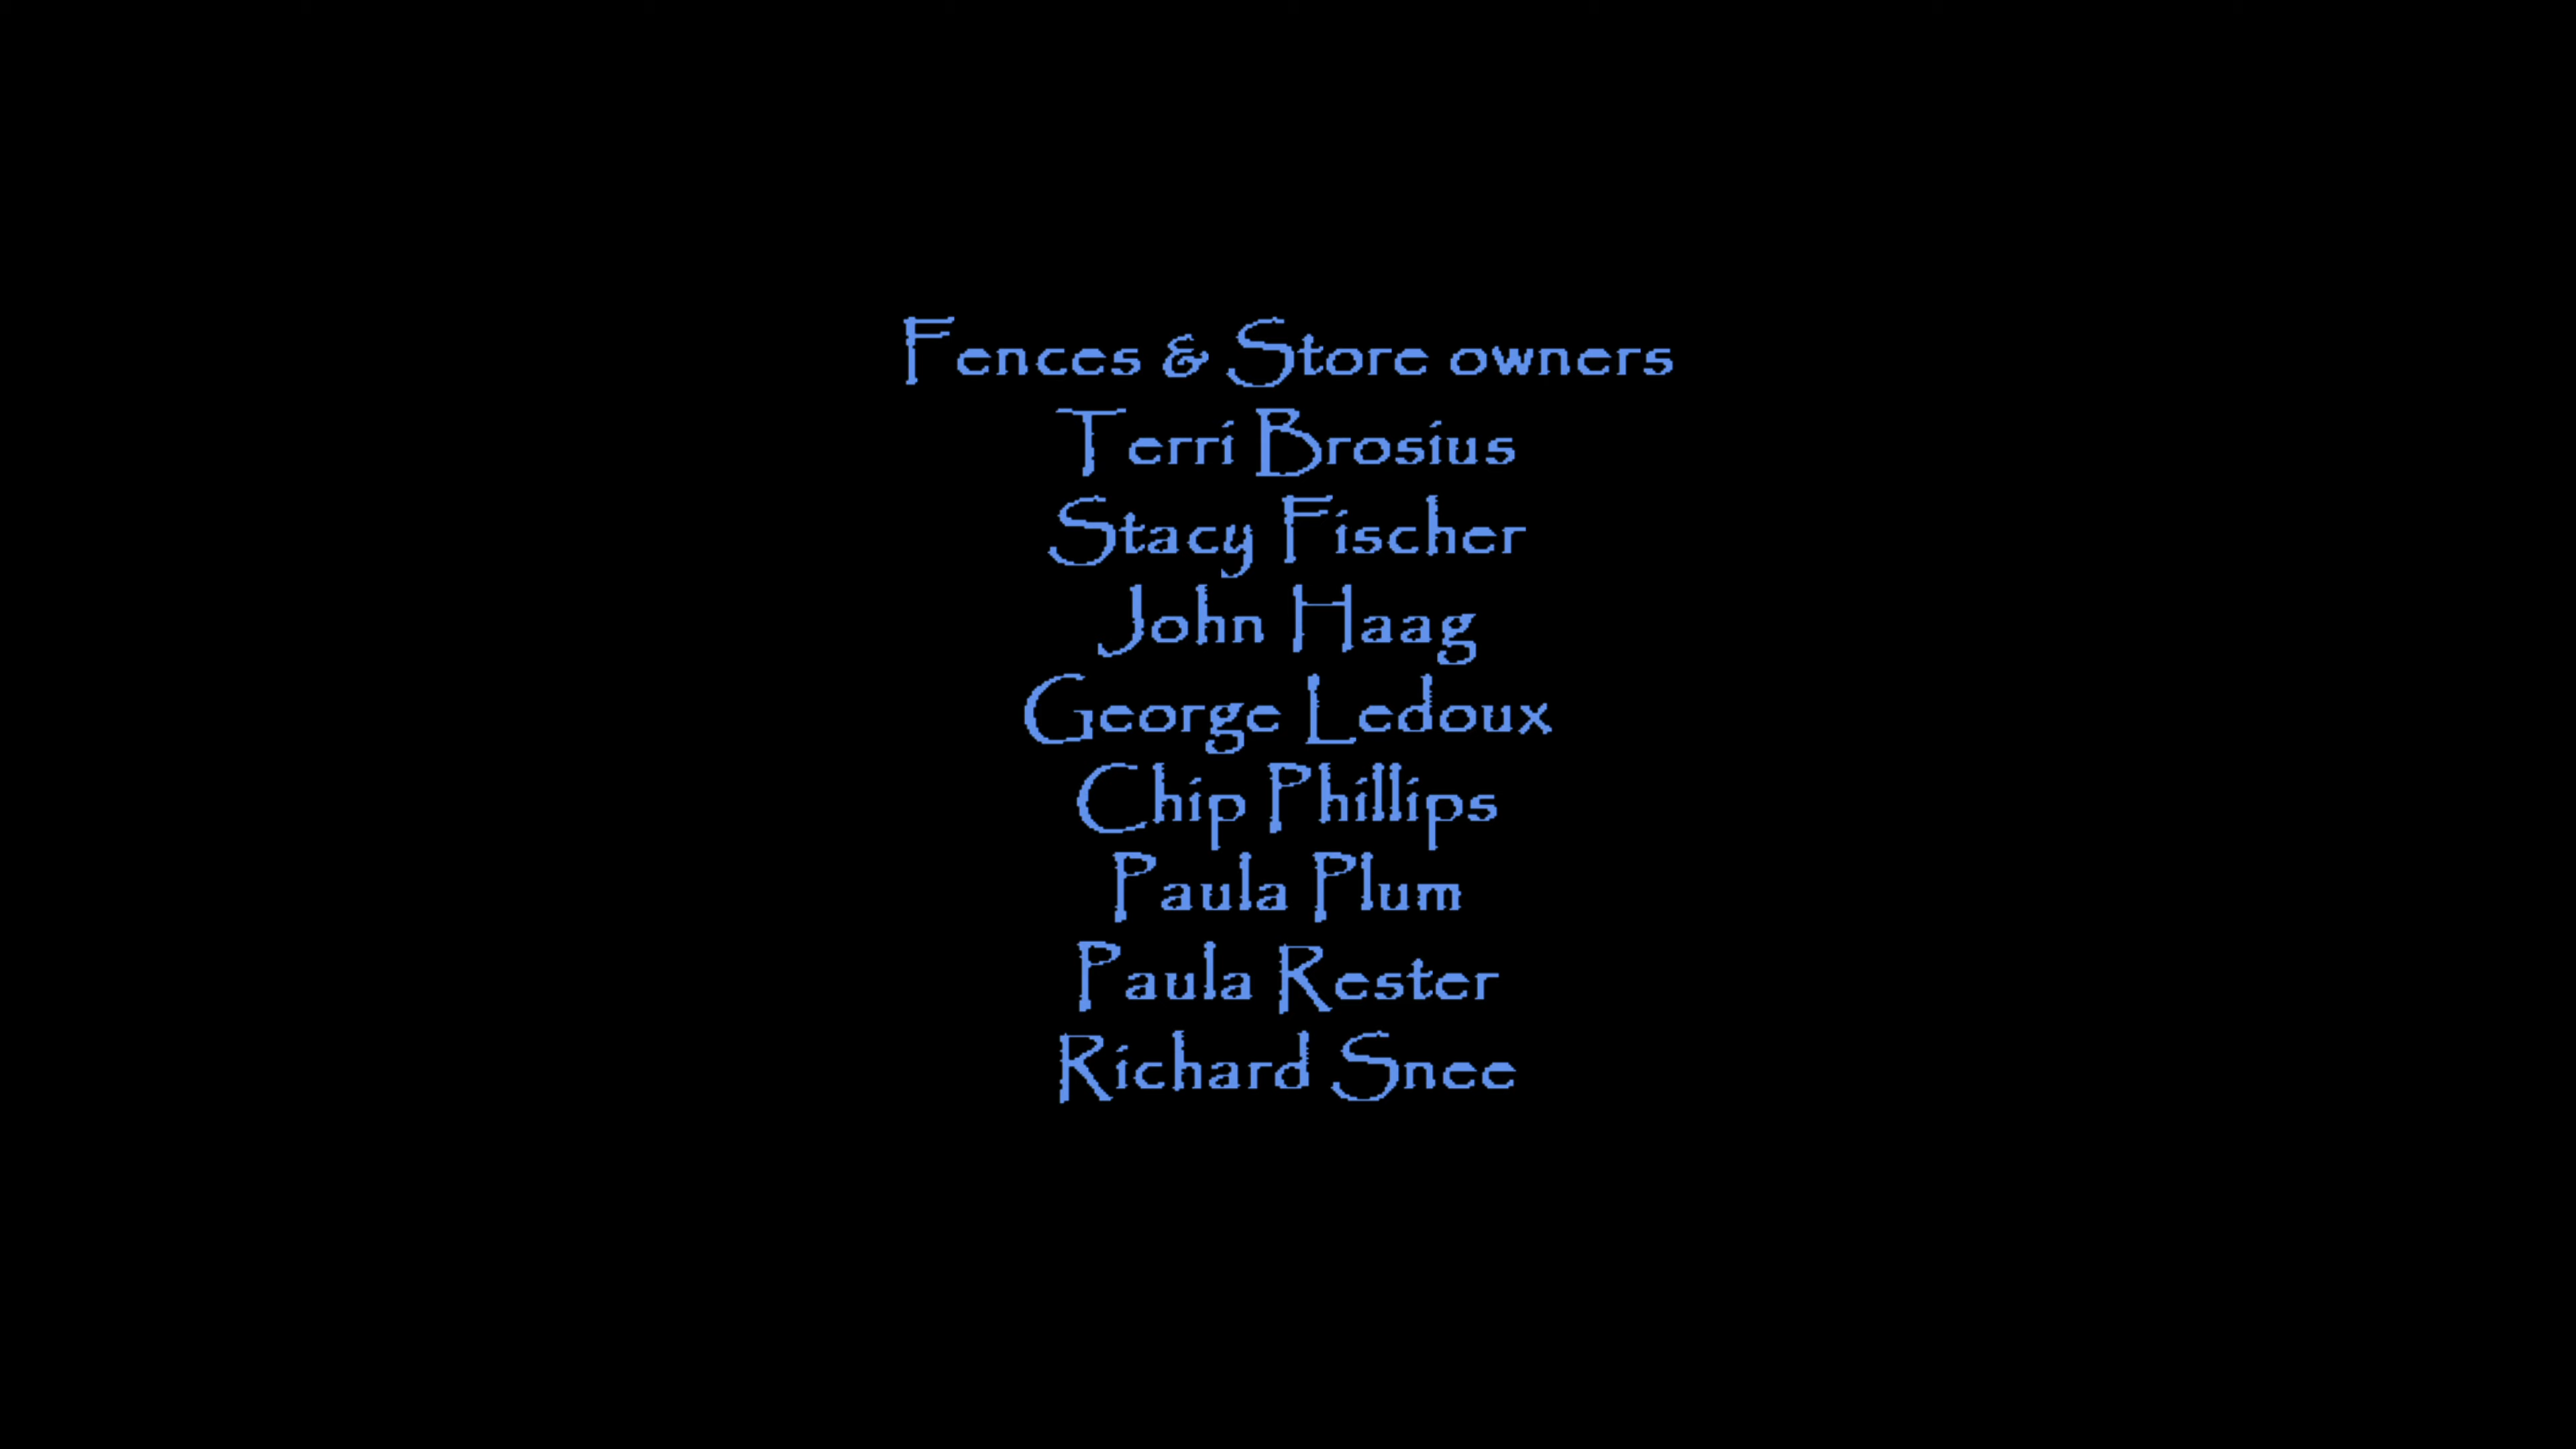 Fences & Store owners
Terri Brosius
Stacy Fischer
John Haag
George Ledoux
Chip Phillips
Paula Plum
Paula Rester
Richard Snee